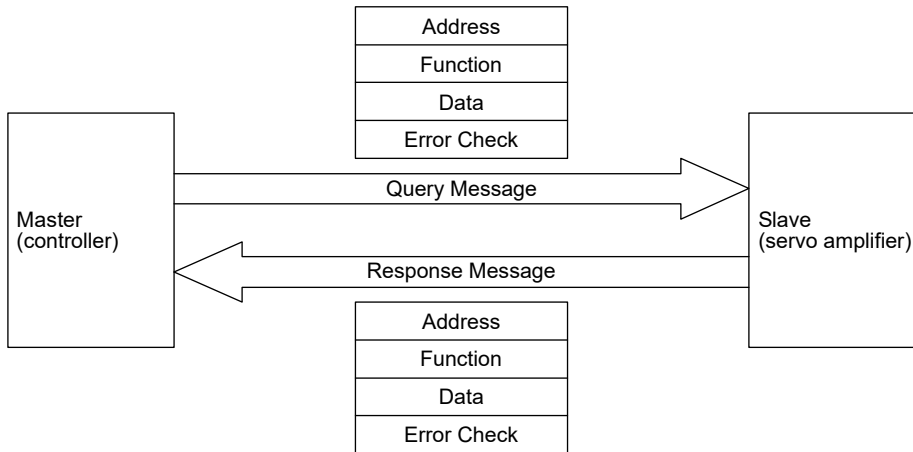 Address
Function
Data
Error Check
Query Message
Master
(controller)
Slave
(servo amplifier)
Response Message
Address
Function
Data
Error Check